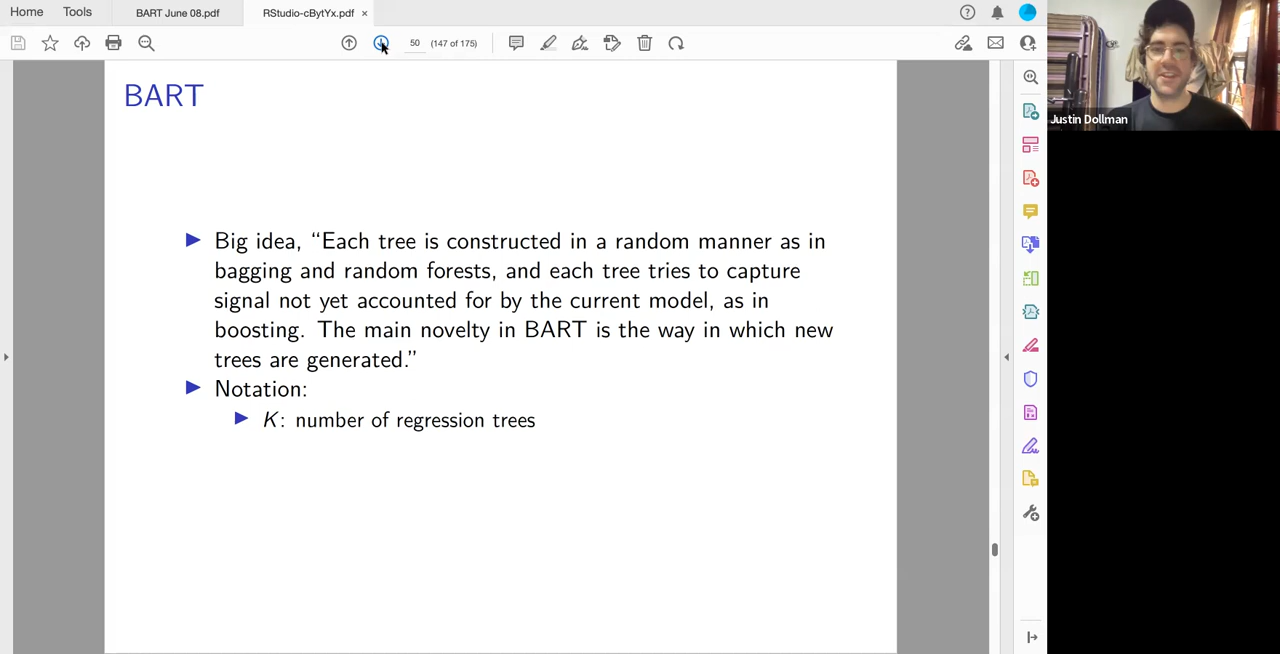 Home
Tools
BART June 08.pdf
RStudio-cBytYx.pdf
50
(147 of 175)
Justin Dollman
BART
Big idea, “Each tree is constructed in a random manner as in
bagging and random forests, and each tree tries to capture
signal not yet accounted for by the current model, as in
boosting. The main novelty in BART is the way in which new
trees are generated.”
Notation:
K: number of regression trees